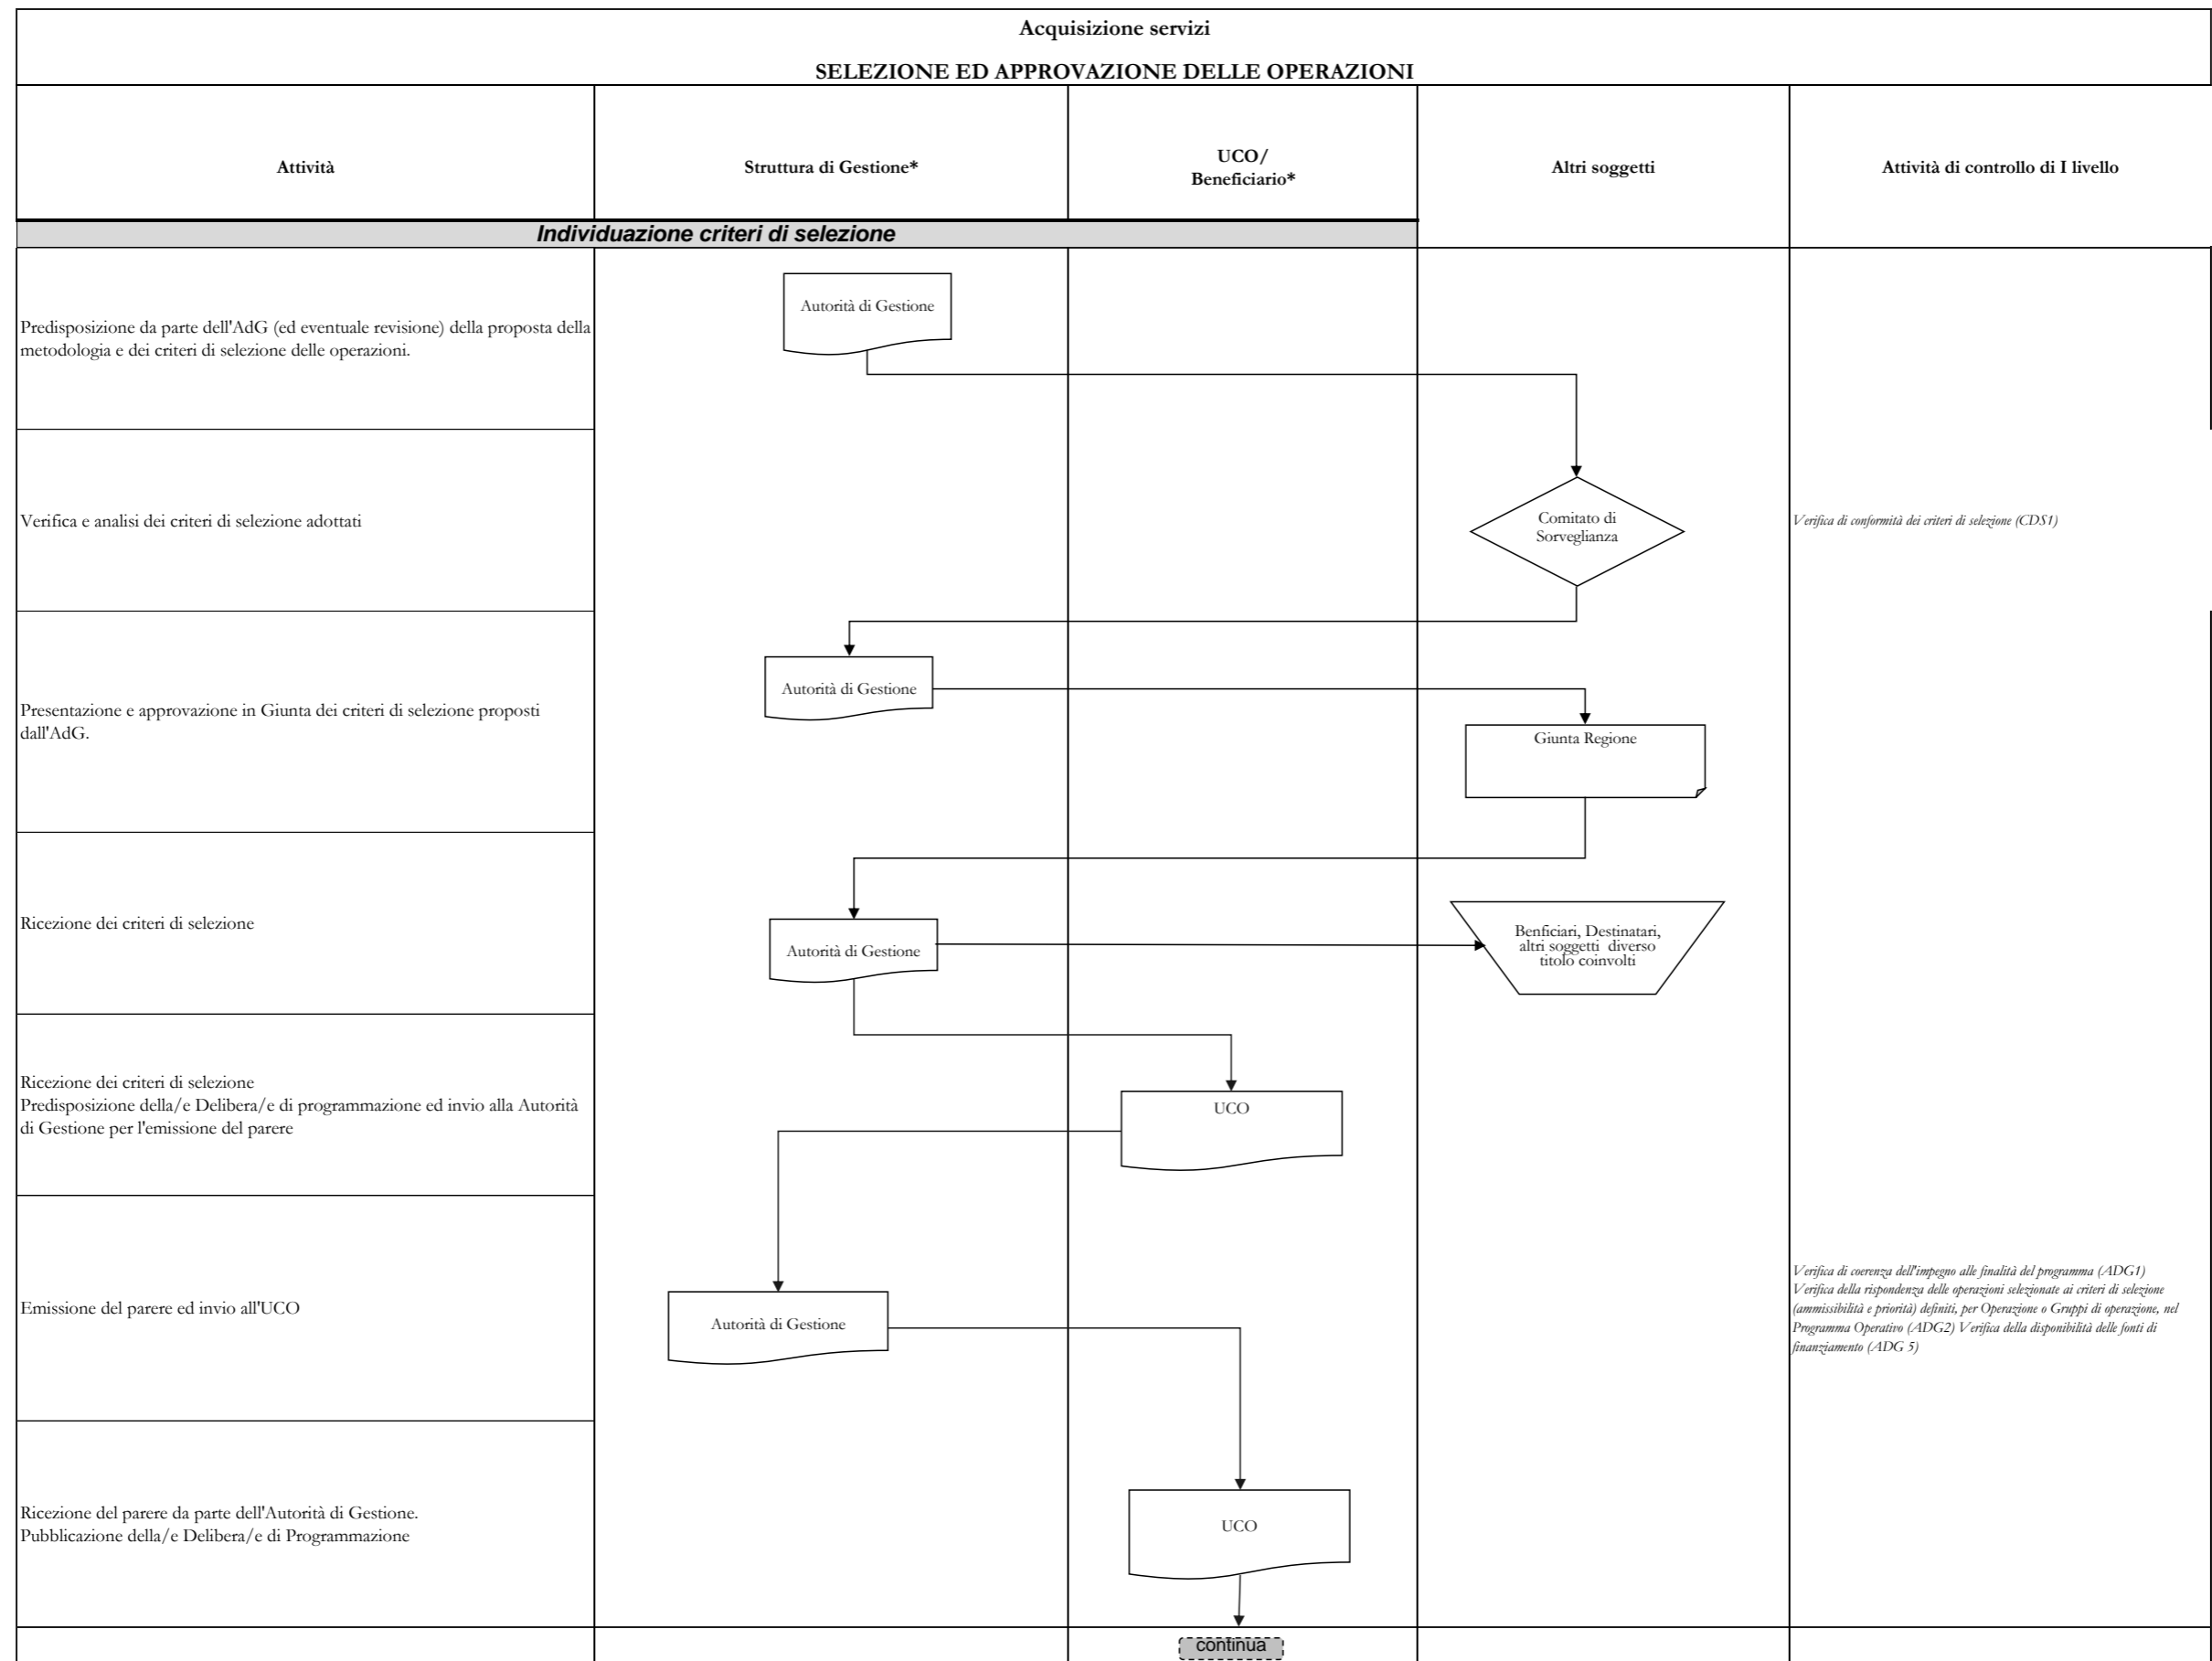 Acquisizione servizi
SELEZIONE ED APPROVAZIONE DELLE OPERAZIONI
Attività
Struttura di Gestione*
UCO/
Beneficiario*
Altri soggetti
Attività di controllo di I livello
Individuazione criteri di selezione
Predisposizione da parte dell'AdG (ed eventuale revisione) della proposta della
metodologia e dei criteri di selezione delle operazioni.
Autorità di Gestione
Verifica e analisi dei criteri di selezione adottati
Comitato di
Sorveglianza
Verifica di conformità dei criteri di selezione (CDS1)
Presentazione e approvazione in Giunta dei criteri di selezione proposti
dall'AdG.
Autorità di Gestione
Giunta Regione
Ricezione dei criteri di selezione
Autorità di Gestione
Benficiari, Destinatari,
altri soggetti diverso
titolo coinvolti
Ricezione dei criteri di selezione
Predisposizione della/e Delibera/e di programmazione ed invio alla Autorità
di Gestione per l'emissione del parere
UCO
Emissione del parere ed invio all'UCO
Autorità di Gestione
Verifica di coerenza dell'impegno alle finalità del programma (ADG1)
Verifica della rispondenza delle operazioni selezionate ai criteri di selezione
(ammissibilità e priorità) definiti, per Operazione o Gruppi di operazione, nel
Programma Operativo (ADG2) Verifica della disponibilità delle fonti di
finanziamento (ADG 5)
Ricezione del parere da parte dell'Autorità di Gestione.
Pubblicazione della/e Delibera/e di Programmazione
UCO
continua